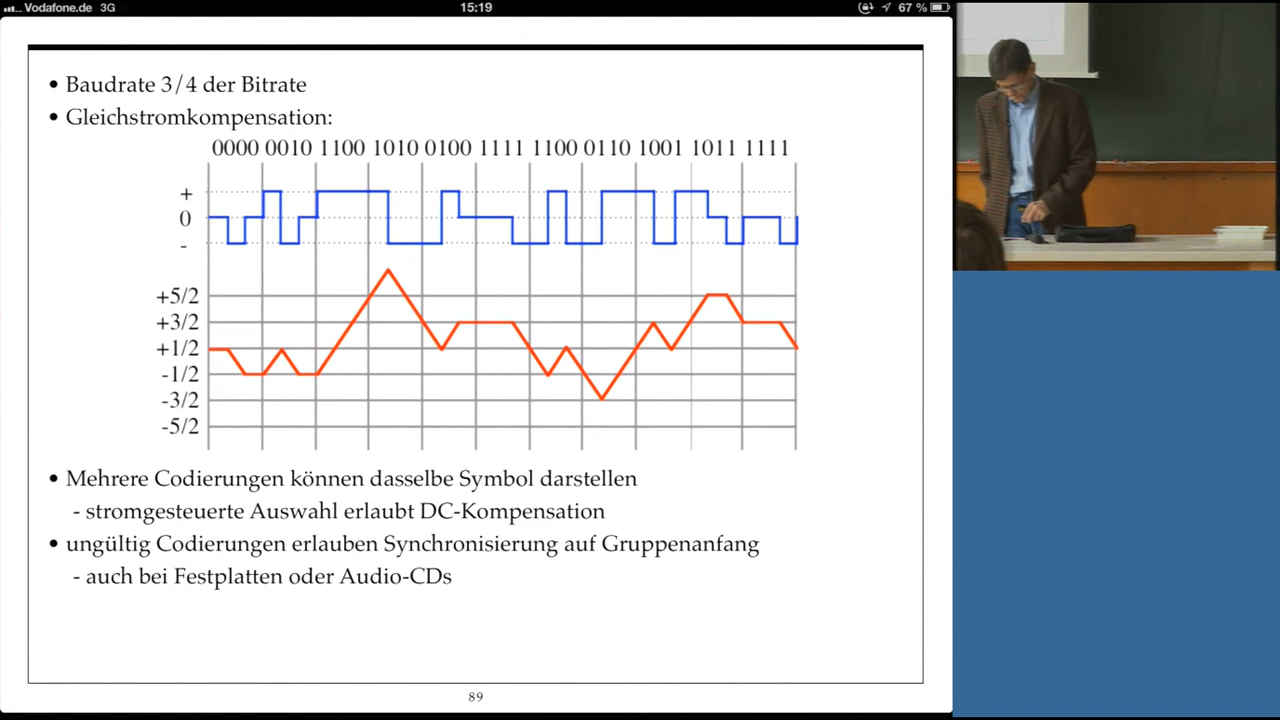 Vodafone.de 3G 15:19 67 %
• Baudrate 3/4 der Bitrate
• Gleichstromkompensation:
0000 0010 1100 1010 0100 1111 1100 0110 1001 1011 1111
+
0
-
+5/2
+3/2
+1/2
-1/2
-3/2
-5/2
• Mehrere Codierungen können dasselbe Symbol darstellen
- stromgesteuerte Auswahl erlaubt DC-Kompensation
• ungültig Codierungen erlauben Synchronisierung auf Gruppenanfang
- auch bei Festplatten oder Audio-CDs
89